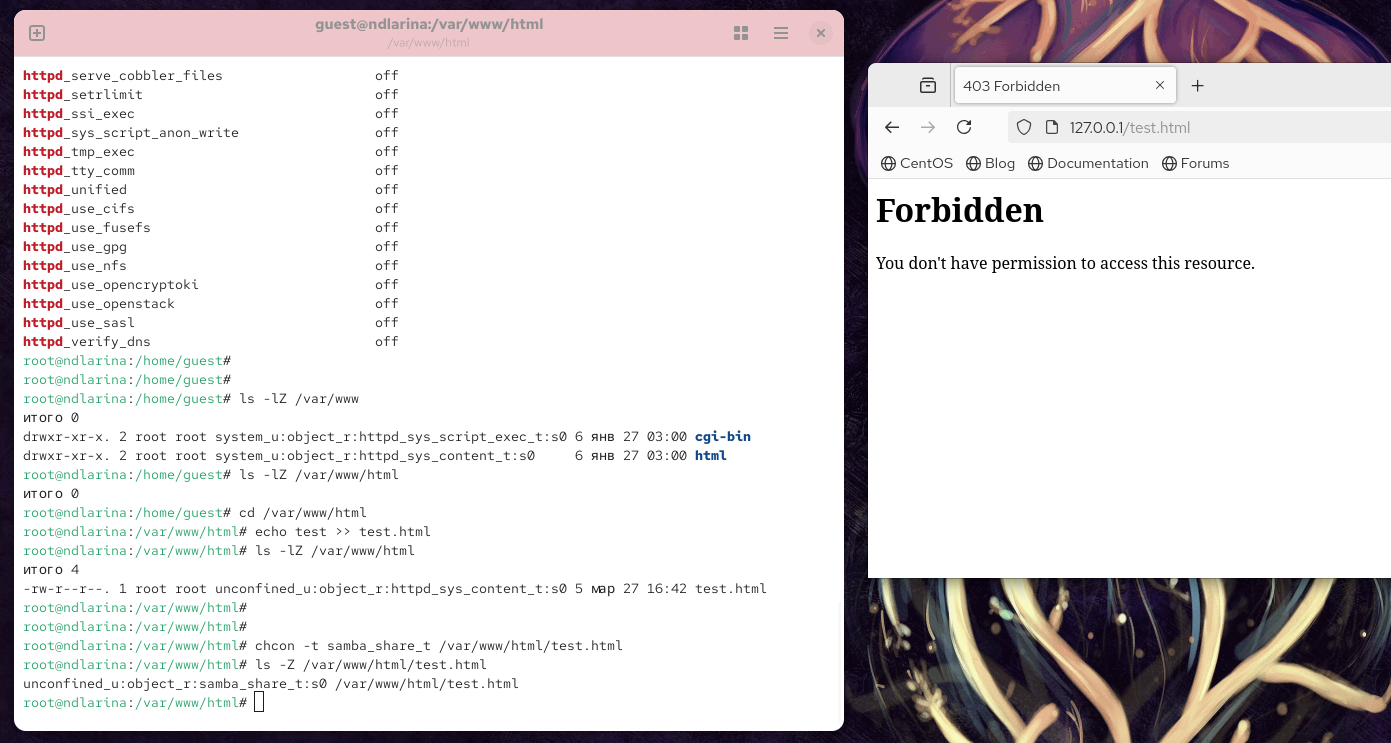 guest@ndlarina:/var/www/html
/var/www/html
httpd_serve_cobbler_files                   off
httpd_setrlimit                             off
httpd_ssi_exec                              off
httpd_sys_script_anon_write                 off
httpd_tmp_exec                              off
httpd_tty_comm                              off
httpd_unified                               off
httpd_use_cifs                              off
httpd_use_fusefs                            off
httpd_use_gpg                               off
httpd_use_nfs                               off
httpd_use_opencryptoki                      off
httpd_use_openstack                         off
httpd_use_sasl                              off
httpd_verify_dns                            off
root@ndlarina:/home/guest#
root@ndlarina:/home/guest#
root@ndlarina:/home/guest# ls -lZ /var/www
итого 0
drwxr-xr-x. 2 root root system_u:object_r:httpd_sys_script_exec_t:s0 6 янв 27 03:00 cgi-bin
drwxr-xr-x. 2 root root system_u:object_r:httpd_sys_content_t:s0     6 янв 27 03:00 html
root@ndlarina:/home/guest# ls -lZ /var/www/html
итого 0
root@ndlarina:/home/guest# cd /var/www/html
root@ndlarina:/var/www/html# echo test >> test.html
root@ndlarina:/var/www/html# ls -lZ /var/www/html
итого 4
-rw-r--r--. 1 root root unconfined_u:object_r:httpd_sys_content_t:s0 5 мар 27 16:42 test.html
root@ndlarina:/var/www/html#
root@ndlarina:/var/www/html#
root@ndlarina:/var/www/html# chcon -t samba_share_t /var/www/html/test.html
root@ndlarina:/var/www/html# ls -Z /var/www/html/test.html
unconfined_u:object_r:samba_share_t:s0 /var/www/html/test.html
root@ndlarina:/var/www/html#
403 Forbidden
127.0.0.1/test.html
CentOS Blog Documentation Forums
Forbidden
You don't have permission to access this resource.